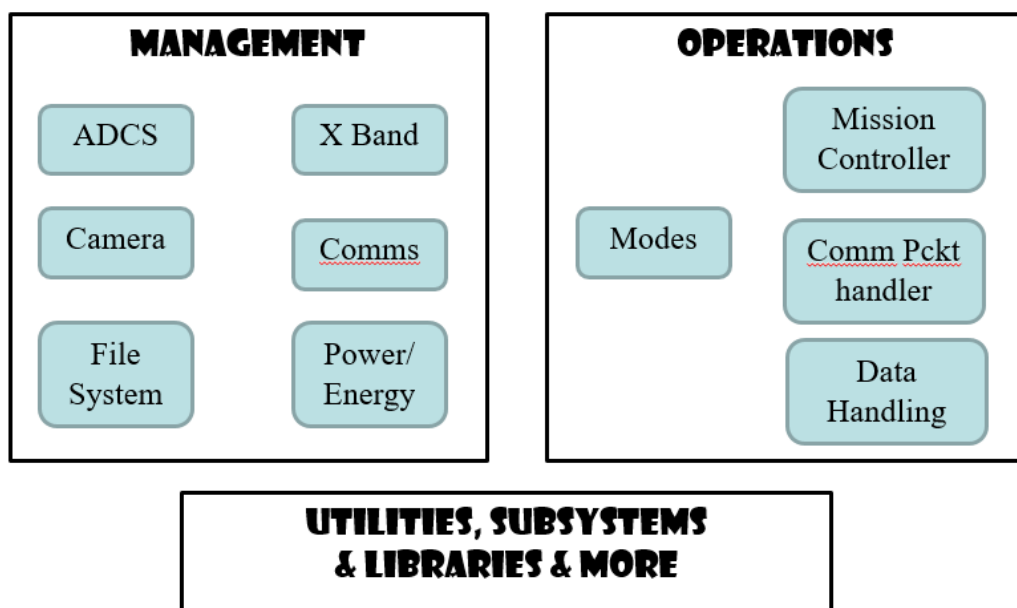 MANAGEMENT
ADCS
X Band
Camera
Comms
File
System
Power/
Energy
OPERATIONS
Mission
Controller
Modes
Comm Pckt
handler
Data
Handling
UTILITIES, SUBSYSTEMS
& LIBRARIES & MORE